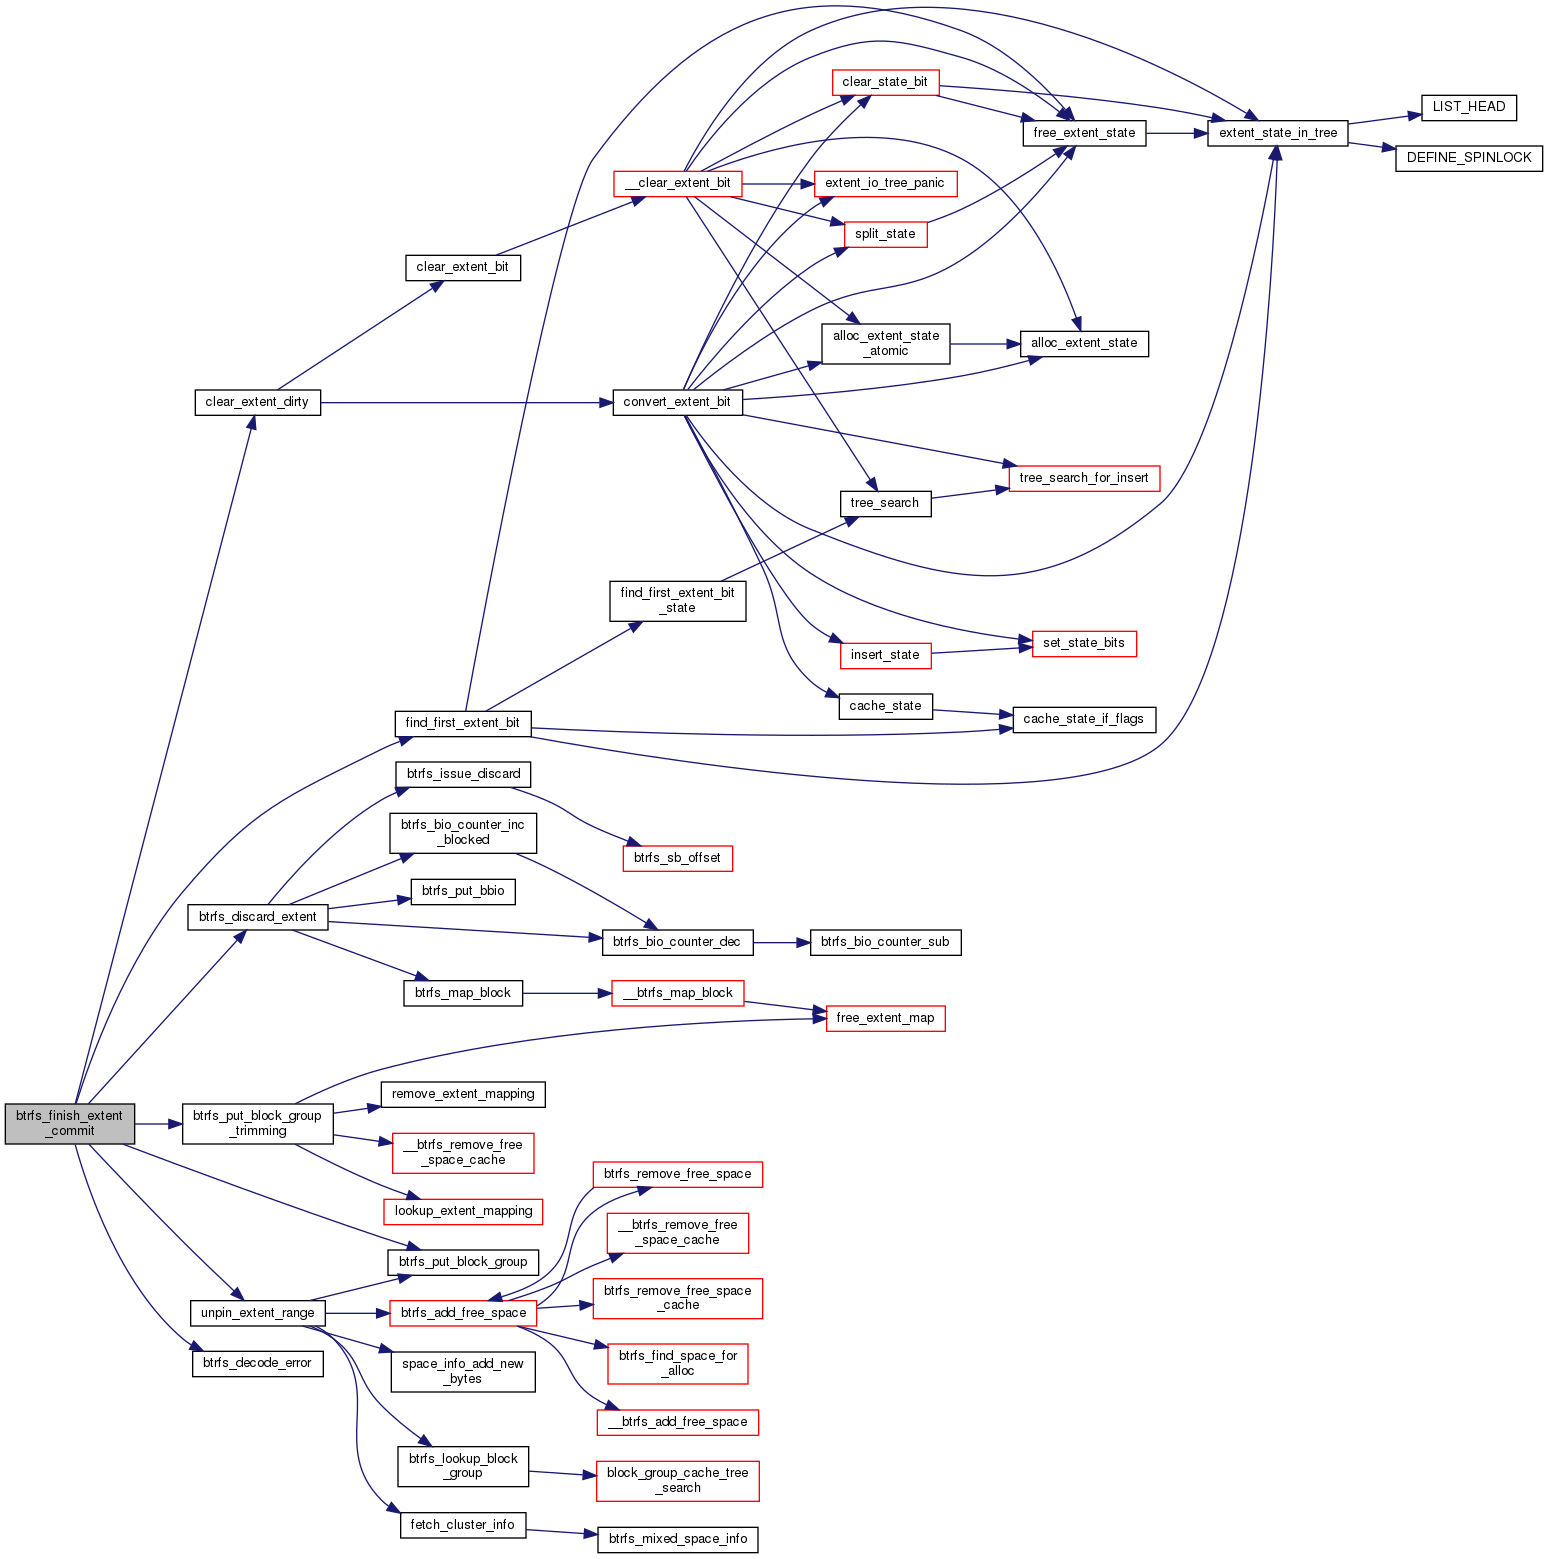 clear_state_bit
LIST_HEAD
free_extent_state
extent_state_in_tree
DEFINE_SPINLOCK
__clear_extent_bit
extent_io_tree_panic
split_state
clear_extent_bit
alloc_extent_state
_atomic
alloc_extent_state
clear_extent_dirty
convert_extent_bit
tree_search_for_insert
tree_search
find_first_extent_bit
_state
set_state_bits
insert_state
cache_state
cache_state_if_flags
find_first_extent_bit
btrfs_issue_discard
btrfs_bio_counter_inc
_blocked
btrfs_sb_offset
btrfs_put_bbio
btrfs_discard_extent
btrfs_bio_counter_dec
btrfs_bio_counter_sub
btrfs_map_block
__btrfs_map_block
free_extent_map
remove_extent_mapping
btrfs_finish_extent
_commit
btrfs_put_block_group
_trimming
__btrfs_remove_free
_space_cache
btrfs_remove_free_space
lookup_extent_mapping
__btrfs_remove_free
_space_cache
btrfs_put_block_group
btrfs_remove_free_space
_cache
unpin_extent_range
btrfs_add_free_space
btrfs_decode_error
space_info_add_new
_bytes
btrfs_find_space_for
_alloc
__btrfs_add_free_space
btrfs_lookup_block
_group
block_group_cache_tree
_search
fetch_cluster_info
btrfs_mixed_space_info